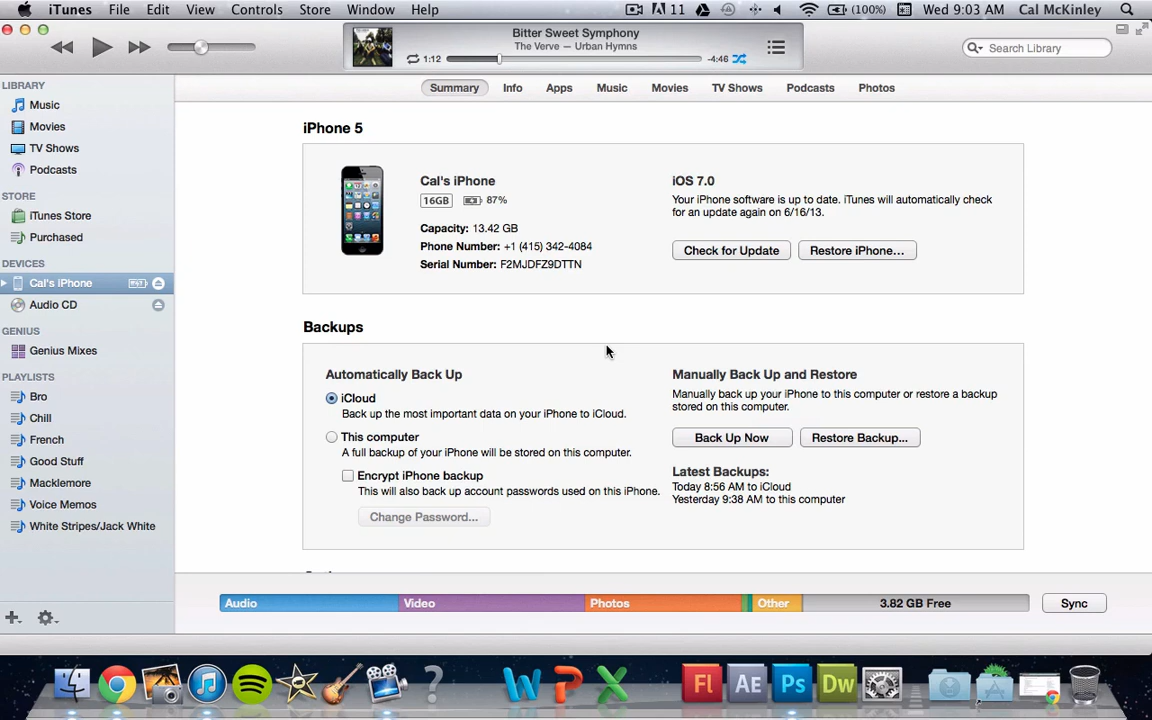 iTunes File Edit View Controls Store Window Help 11 (100%) Wed 9:03 AM Cal McKinley
Bitter Sweet Symphony
The Verve — Urban Hymns
1:12 -4:46
Search Library
LIBRARY
Music
Movies
TV Shows
Podcasts
STORE
iTunes Store
Purchased
DEVICES
Cal's iPhone
Audio CD
GENIUS
Genius Mixes
PLAYLISTS
Bro
Chill
French
Good Stuff
Macklemore
Voice Memos
White Stripes/Jack White
Summary Info Apps Music Movies TV Shows Podcasts Photos
iPhone 5
Cal's iPhone
16GB 87%
Capacity: 13.42 GB
Phone Number: +1 (415) 342-4084
Serial Number: F2MJDFZ9DTTN
iOS 7.0
Your iPhone software is up to date. iTunes will automatically check
for an update again on 6/16/13.
Check for Update Restore iPhone...
Backups
Automatically Back Up
iCloud
Back up the most important data on your iPhone to iCloud.
This computer
A full backup of your iPhone will be stored on this computer.
Encrypt iPhone backup
This will also back up account passwords used on this iPhone.
Change Password...
Manually Back Up and Restore
Manually back up your iPhone to this computer or restore a backup
stored on this computer.
Back Up Now Restore Backup...
Latest Backups:
Today 8:56 AM to iCloud
Yesterday 9:38 AM to this computer
Audio Video Photos Other 3.82 GB Free Sync
W P X Fl AE Ps Dw